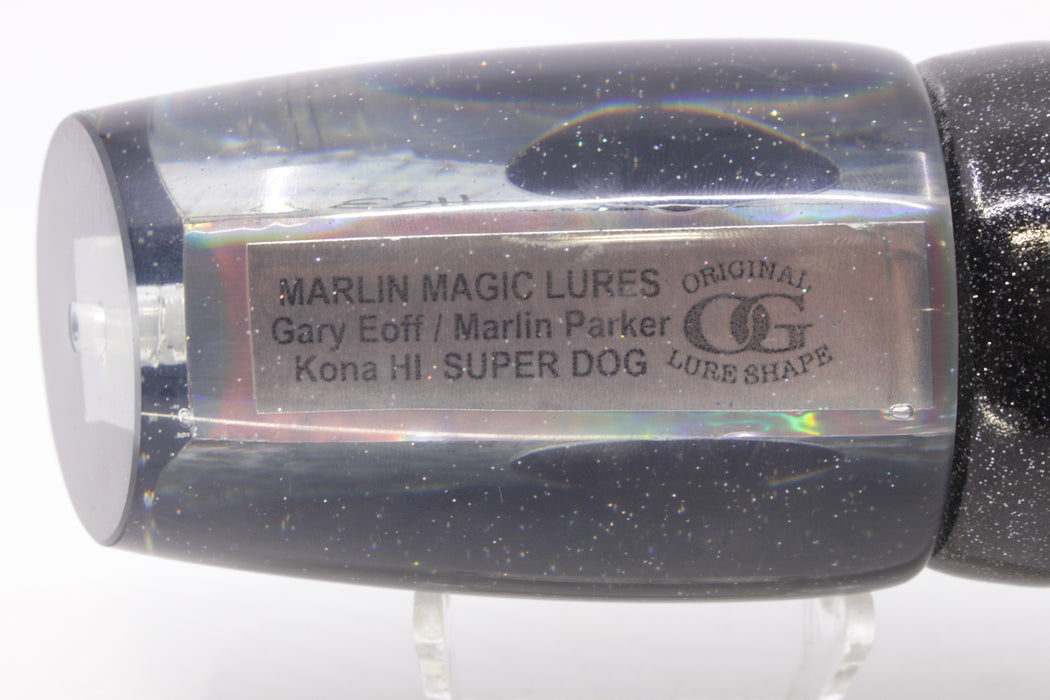 MARLIN MAGIC LURES
Gary Eoff / Marlin Parker
Kona HI SUPER DOG
ORIGINAL
OG
LURE SHAPE